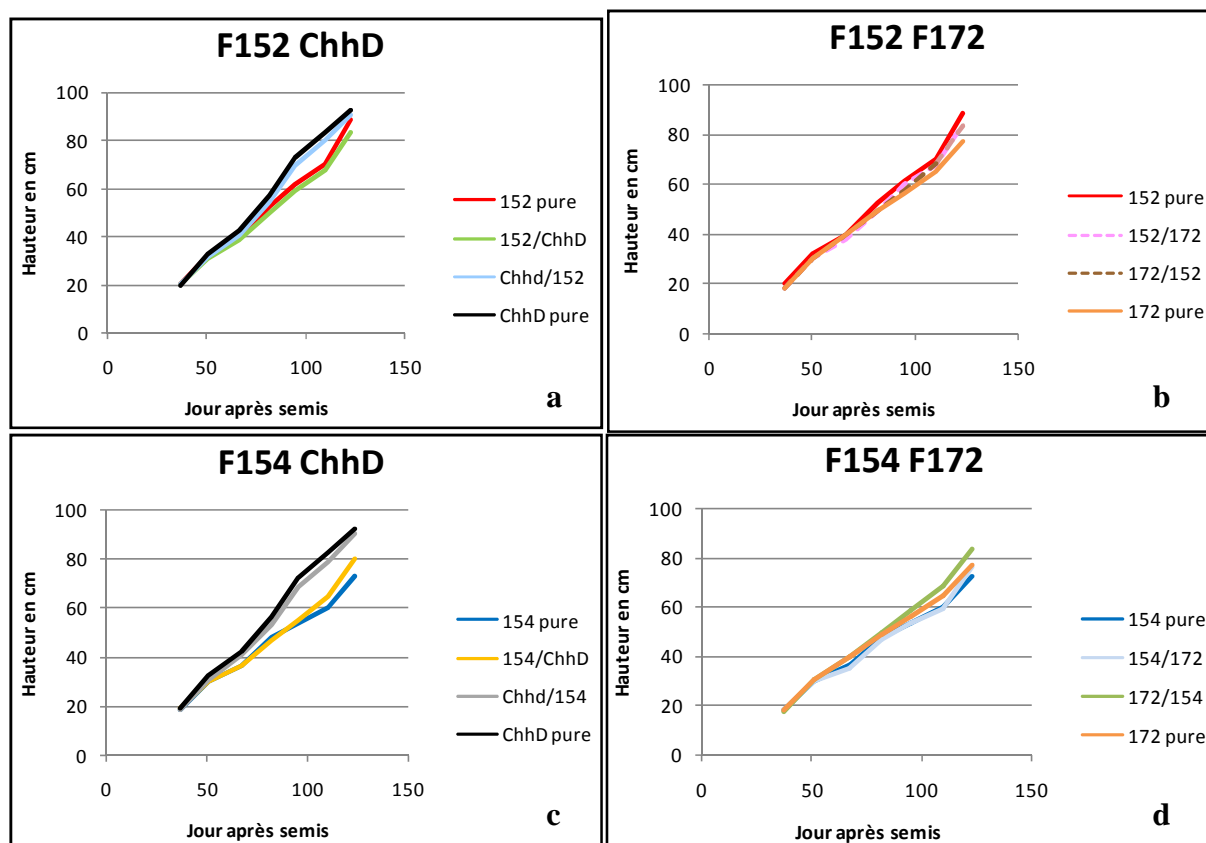 F152 ChhD
Hauteur en cm
100
80
60
40
20
0
0 50 100 150
Jour après semis
152 pure
152/ChhD
Chhd/152
ChhD pure
a
F152 F172
Hauteur en cm
100
80
60
40
20
0
0 50 100 150
Jour après semis
152 pure
152/172
172/152
172 pure
b
F154 ChhD
Hauteur en cm
100
80
60
40
20
0
0 50 100 150
Jour après semis
154 pure
154/ChhD
Chhd/154
ChhD pure
c
F154 F172
Hauteur en cm
100
80
60
40
20
0
0 50 100 150
Jour après semis
154 pure
154/172
172/154
172 pure
d